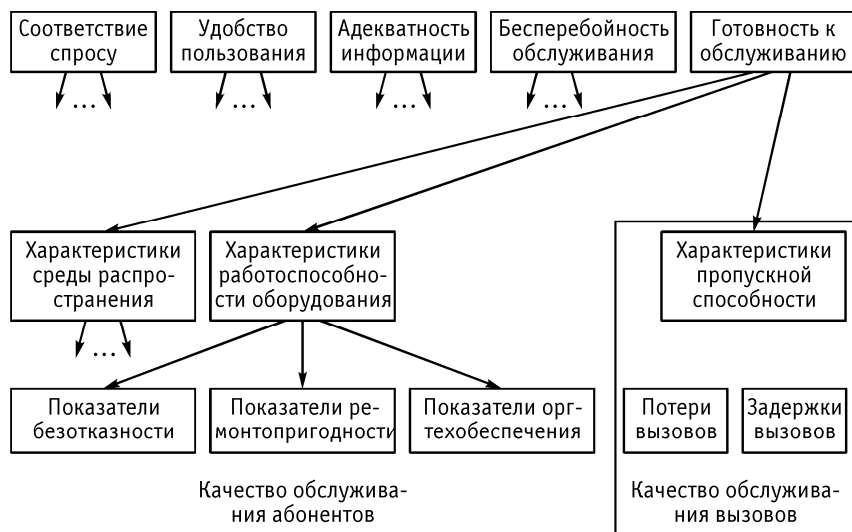 Соответствие
спросу
Удобство
пользования
Адекватность
информации
Бесперебойность
обслуживания
Готовность к
обслуживанию
...
...
...
...
Характеристики
среды распро-
странения
Характеристики
работоспособно-
сти оборудования
Характеристики
пропускной
способности
...
Показатели
безотказности
Показатели ре-
монтопригодности
Показатели орг-
техобеспечения
Потери
вызовов
Задержки
вызовов
Качество обслужива-
ния абонентов
Качество обслужива-
ния вызовов